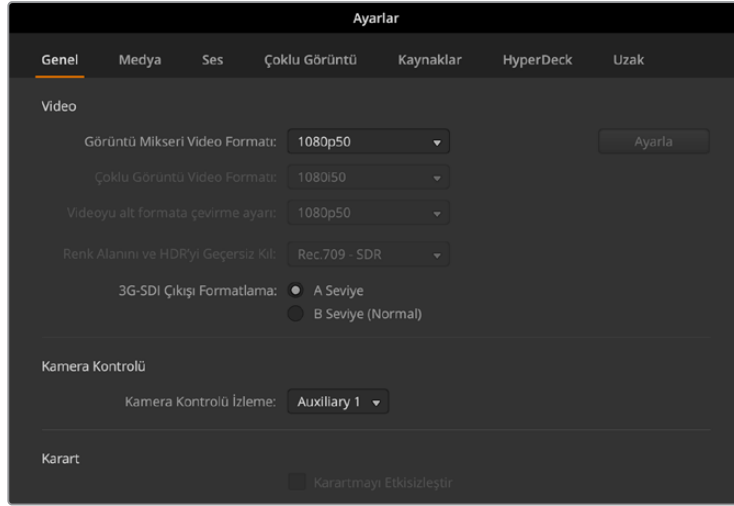 Ayarlar
Genel Medya Ses Çoklu Görüntü Kaynaklar HyperDeck Uzak
Video
Görüntü Mikseri Video Formatı: 1080p50 Ayarla
Çoklu Görüntü Video Formatı: 1080i50
Videoyu alt formata çevirme ayarı: 1080p50
Renk Alanını ve HDR'yi Geçersiz Kıl: Rec.709 - SDR
3G-SDI Çıkışı Formatlama: A Seviye
B Seviye (Normal)
Kamera Kontrolü
Kamera Kontrolü İzleme: Auxiliary 1
Karart
Karartmayı Etkisizleştir